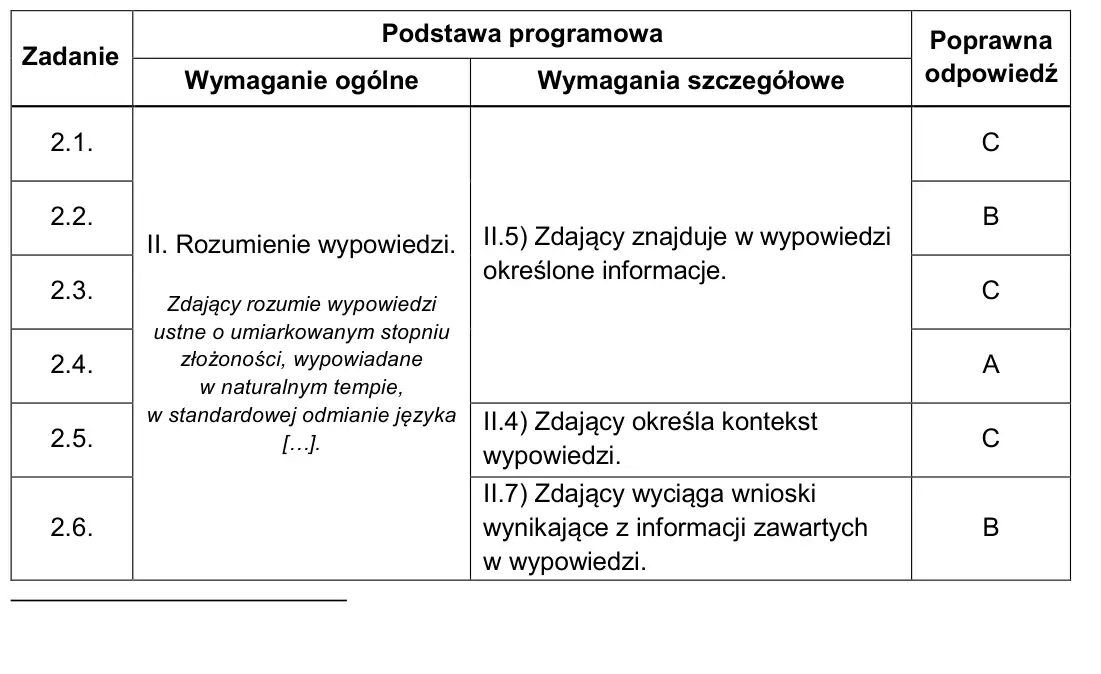 Zadanie
Podstawa programowa
Poprawna
odpowiedź
Wymaganie ogólne
Wymagania szczegółowe
2.1.
C
2.2.
B
2.3.
C
2.4.
A
2.5.
C
2.6.
B
II. Rozumienie wypowiedzi.
Zdający rozumie wypowiedzi
ustne o umiarkowanym stopniu
złożoności, wypowiadane
w naturalnym tempie,
w standardowej odmianie języka
[…].
II.5) Zdający znajduje w wypowiedzi
określone informacje.
II.4) Zdający określa kontekst
wypowiedzi.
II.7) Zdający wyciąga wnioski
wynikające z informacji zawartych
w wypowiedzi.